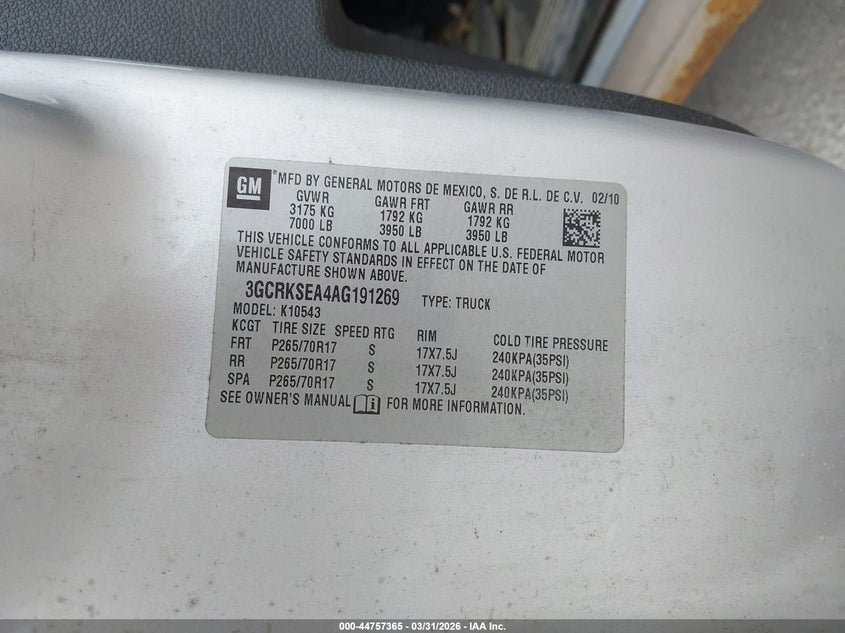 GM
®MFD BY GENERAL MOTORS DE MEXICO, S. DE R.L. DE C.V. 02/10
GVWR GAWR FRT GAWR RR
3175 KG 1792 KG 1792 KG
7000 LB 3950 LB 3950 LB
THIS VEHICLE CONFORMS TO ALL APPLICABLE U.S. FEDERAL MOTOR
VEHICLE SAFETY STANDARDS IN EFFECT ON THE DATE OF
MANUFACTURE SHOWN ABOVE.
3GCRKSEA4AG191269 TYPE: TRUCK
MODEL: K10543
KCGT TIRE SIZE SPEED RTG RIM COLD TIRE PRESSURE
FRT P265/70R17 S 17X7.5J 240KPA(35PSI)
RR P265/70R17 S 17X7.5J 240KPA(35PSI)
SPA P265/70R17 S 17X7.5J 240KPA(35PSI)
SEE OWNER'S MANUAL i FOR MORE INFORMATION.
000-44757365 - 03/31/2026 - IAA Inc.